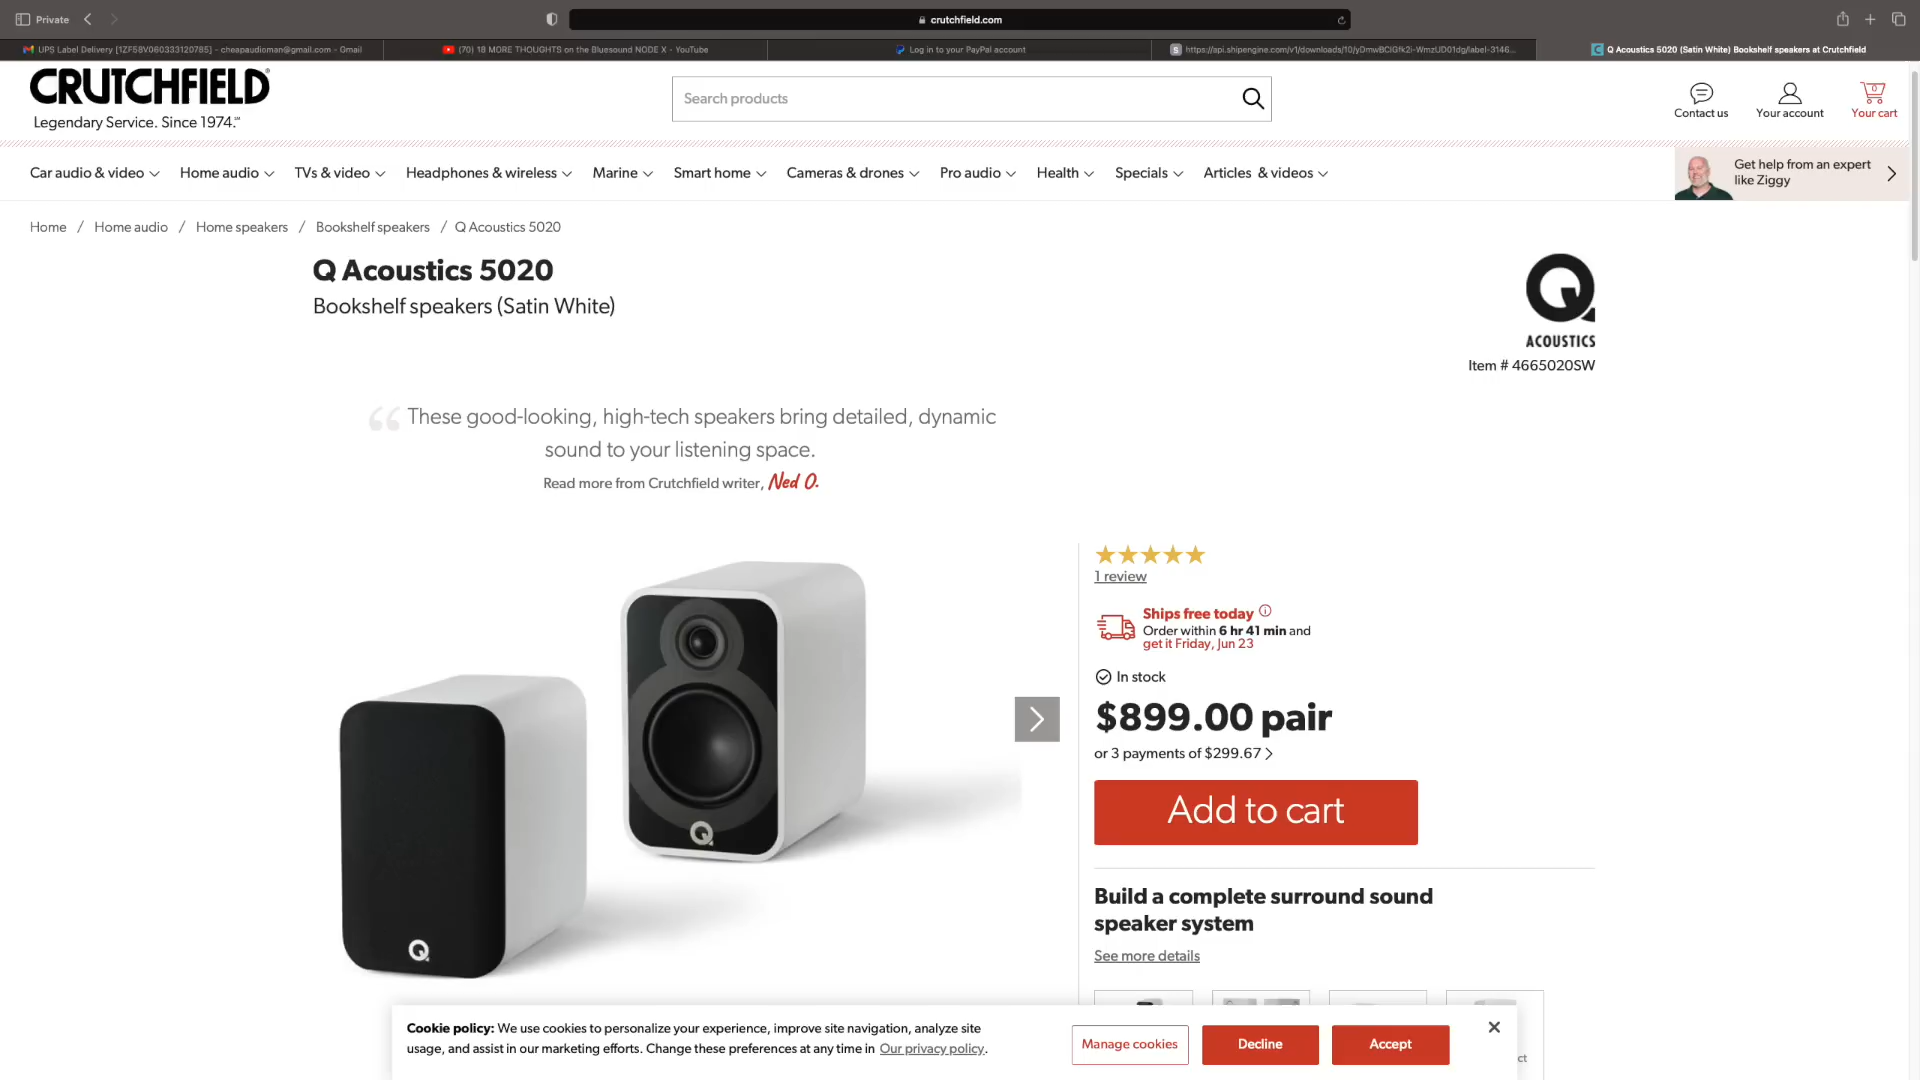 Private
crutchfield.com
UPS Label Delivery [1ZF58V060333120785] - cheapaudioman@gmail.com - Gmail
(70) 18 MORE THOUGHTS on the Bluesound NODE X - YouTube
Log in to your PayPal account
Q Acoustics 5020 (Satin White) Bookshelf speakers at Crutchfield
CRUTCHFIELD®
Legendary Service. Since 1974.℠
Search products
Contact us
Your account
0
Your cart
Car audio & video
Home audio
TVs & video
Headphones & wireless
Marine
Smart home
Cameras & drones
Pro audio
Health
Specials
Articles & videos
Get help from an expert
like Ziggy
Home / Home audio / Home speakers / Bookshelf speakers / Q Acoustics 5020
Q Acoustics 5020
Bookshelf speakers (Satin White)
Q
ACOUSTICS
Item # 4665020SW
“ These good-looking, high-tech speakers bring detailed, dynamic
sound to your listening space.
Read more from Crutchfield writer, Ned O.
1 review
Ships free today
Order within 6 hr 41 min and
get it Friday, Jun 23
In stock
$899.00 pair
or 3 payments of $299.67
Add to cart
Build a complete surround sound
speaker system
See more details
Q
Q
Cookie policy: We use cookies to personalize your experience, improve site navigation, analyze site
usage, and assist in our marketing efforts. Change these preferences at any time in Our privacy policy.
Manage cookies
Decline
Accept
ct